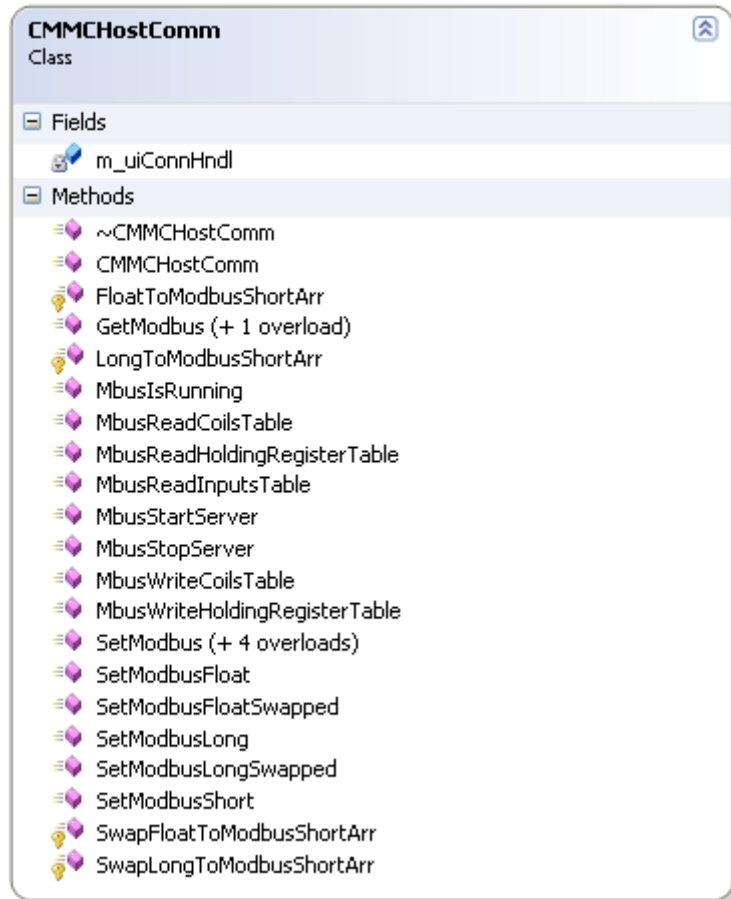 CMMCHostComm
Class
Fields
m_uiConnHndl
Methods
~CMMCHostComm
CMMCHostComm
FloatToModbusShortArr
GetModbus (+ 1 overload)
LongToModbusShortArr
MbusIsRunning
MbusReadCoilsTable
MbusReadHoldingRegisterTable
MbusReadInputsTable
MbusStartServer
MbusStopServer
MbusWriteCoilsTable
MbusWriteHoldingRegisterTable
SetModbus (+ 4 overloads)
SetModbusFloat
SetModbusFloatSwapped
SetModbusLong
SetModbusLongSwapped
SetModbusShort
SwapFloatToModbusShortArr
SwapLongToModbusShortArr